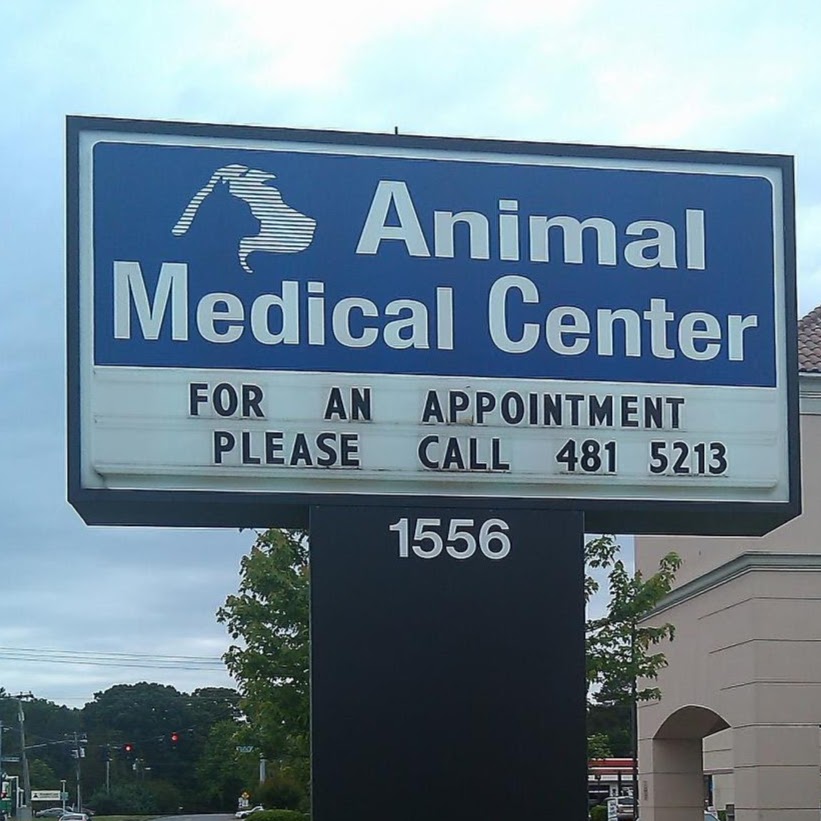 Animal
Medical Center
FOR AN APPOINTMENT
PLEASE CALL 481 5213
1556